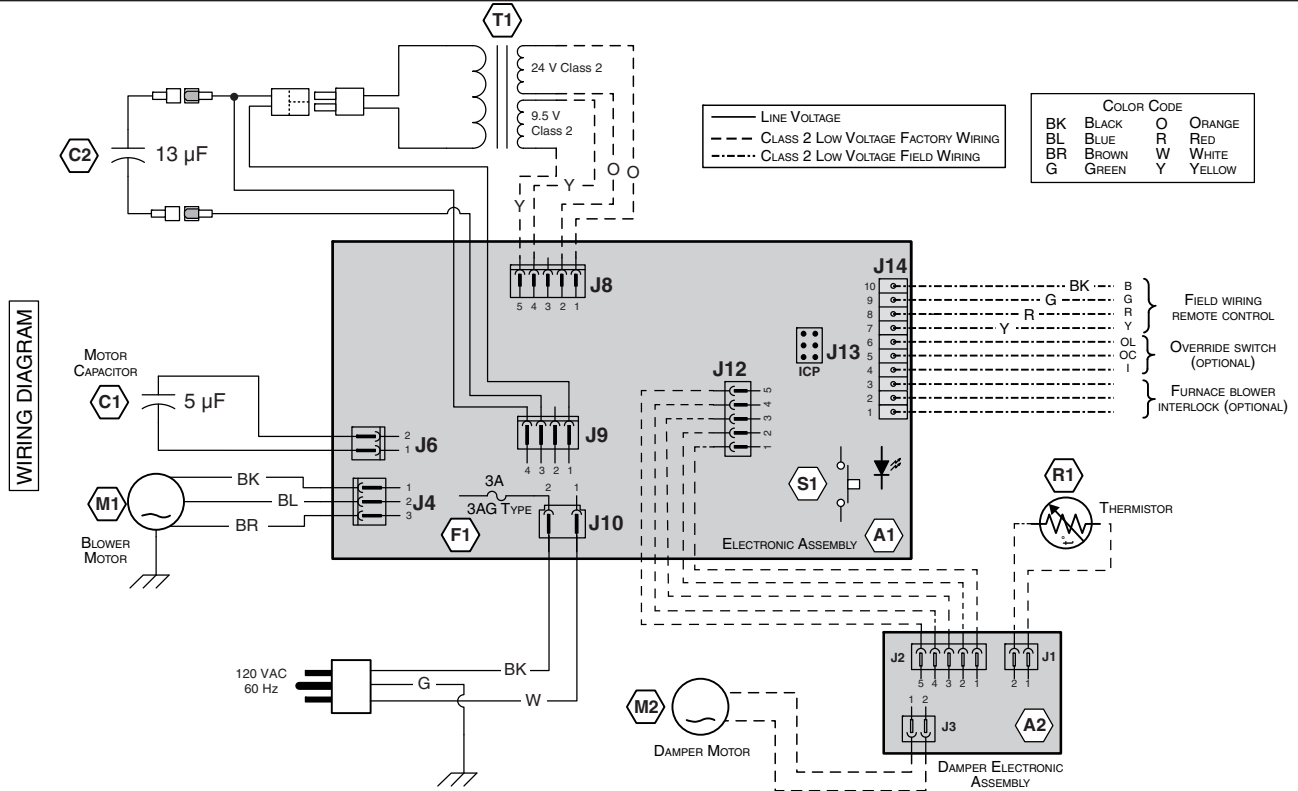 WIRING DIAGRAM
T1
24 V Class 2
9.5 V
Class 2
C2
13 µF
LINE VOLTAGE
CLASS 2 LOW VOLTAGE FACTORY WIRING
CLASS 2 LOW VOLTAGE FIELD WIRING
COLOR CODE
BK BLACK O ORANGE
BL BLUE R RED
BR BROWN W WHITE
G GREEN Y YELLOW
Y Y O O
J8
5 4 3 2 1
J14
10 BK B
9 G G
8 R R
7 Y Y
6 OL
5 OC
4 I
3
2
1
FIELD WIRING
REMOTE CONTROL
OVERRIDE SWITCH
(OPTIONAL)
FURNACE BLOWER
INTERLOCK (OPTIONAL)
J13
ICP
J12
5
4
3
2
1
MOTOR
CAPACITOR
C1
5 µF
2
1
J6
J9
4 3 2 1
M1
BLOWER
MOTOR
BK
BL
BR
1
2
3
J4
3A
3AG TYPE
F1
2 1
J10
S1
ELECTRONIC ASSEMBLY
A1
R1
THERMISTOR
t°
120 VAC
60 Hz
BK
G
W
M2
DAMPER MOTOR
J2
5 4 3 2 1
J1
2 1
1 2
J3
A2
DAMPER ELECTRONIC
ASSEMBLY